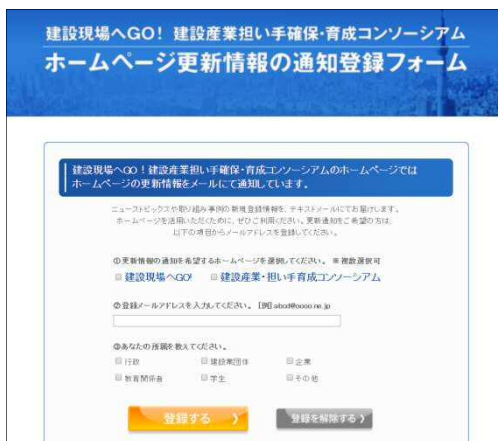 建設現場へGO! 建設産業担い手確保・育成コンソーシアム
ホームページ更新情報の通知登録フォーム
建設現場へGO！建設産業担い手確保・育成コンソーシアムのホームページでは
ホームページの更新情報をメールにて通知しています。
ニューストピックスや取り組み事例の新規登録情報を、テキストメールにてお届けします。
ホームページを活用いただくために、ぜひご利用ください。更新通知をご希望の方は、
以下の項目からメールアドレスを登録してください。
①更新情報の通知を希望するホームページを選択してください。 ※複数選択可
建設現場へGO! 建設産業・担い手育成コンソーシアム
②登録メールアドレスを入力してください。 [例] abcd@oooo.ne.jp
③あなたの所属を教えてください。
行政 建設業団体 企業
教育関係者 学生 その他
登録する 登録を解除する